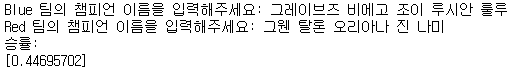 Blue 팀의 챔피언 이름을 입력해주세요: 그레이브즈 비에고 조이 루시안 룰루
Red 팀의 챔피언 이름을 입력해주세요: 그웬 탈론 오리아나 진 나미
승률:
[0.44695702]